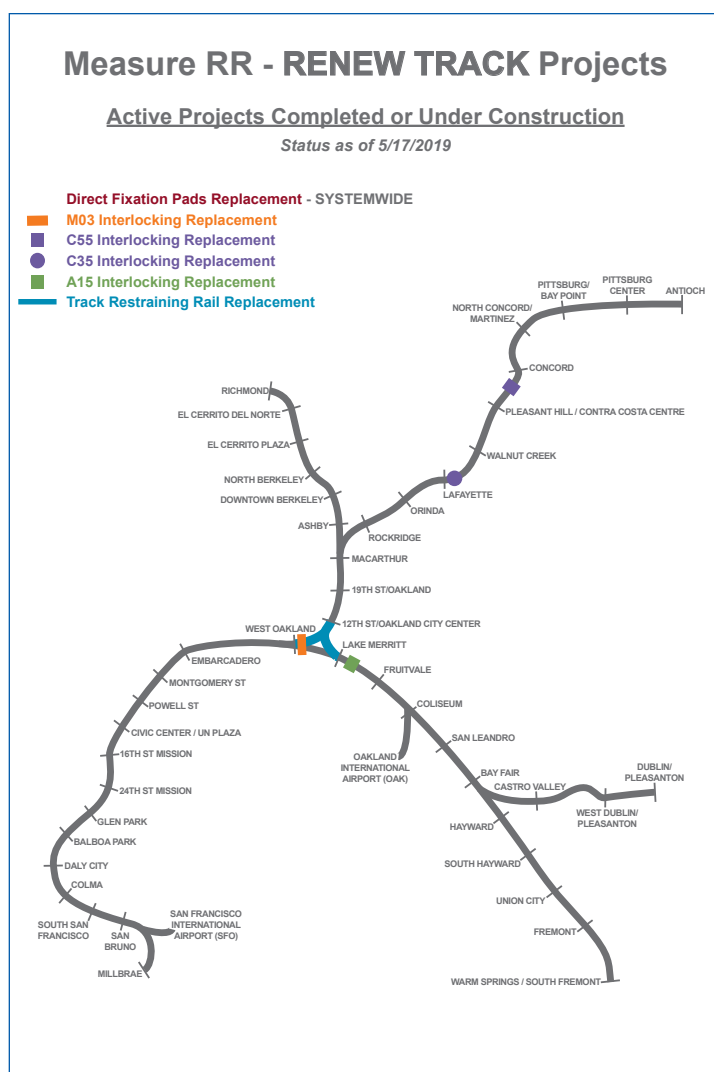 Measure RR - RENEW TRACK Projects
Active Projects Completed or Under Construction
Status as of 5/17/2019
Direct Fixation Pads Replacement - SYSTEMWIDE
M03 Interlocking Replacement
C55 Interlocking Replacement
C35 Interlocking Replacement
A15 Interlocking Replacement
Track Restraining Rail Replacement
PITTSBURG/
BAY POINT
PITTSBURG
CENTER
ANTIOCH
NORTH CONCORD/
MARTINEZ
CONCORD
RICHMOND
EL CERRITO DEL NORTE
PLEASANT HILL / CONTRA COSTA CENTRE
EL CERRITO PLAZA
WALNUT CREEK
NORTH BERKELEY
LAFAYETTE
DOWNTOWN BERKELEY
ORINDA
ASHBY
ROCKRIDGE
MACARTHUR
19TH ST/OAKLAND
12TH ST/OAKLAND CITY CENTER
WEST OAKLAND
LAKE MERRITT
EMBARCADERO
FRUITVALE
MONTGOMERY ST
POWELL ST
COLISEUM
CIVIC CENTER / UN PLAZA
SAN LEANDRO
16TH ST MISSION
OAKLAND
INTERNATIONAL
AIRPORT (OAK)
BAY FAIR
CASTRO VALLEY
DUBLIN/
PLEASANTON
24TH ST MISSION
WEST DUBLIN/
PLEASANTON
GLEN PARK
HAYWARD
BALBOA PARK
DALY CITY
SOUTH HAYWARD
COLMA
UNION CITY
SOUTH SAN
FRANCISCO
SAN
BRUNO
SAN FRANCISCO
INTERNATIONAL
AIRPORT (SFO)
FREMONT
MILLBRAE
WARM SPRINGS / SOUTH FREMONT